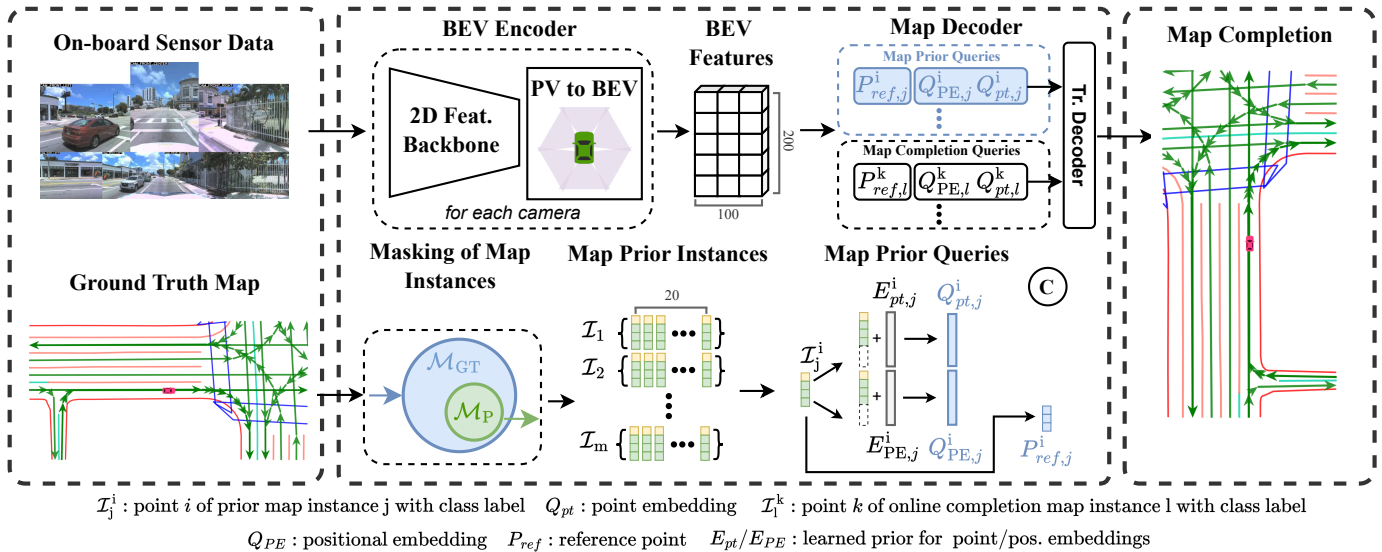 On-board Sensor Data
Ground Truth Map
BEV Encoder
2D Feat.
Backbone
PV to BEV
for each camera
BEV
Features
200
100
Map Decoder
Map Prior Queries
P^i_{ref,j} Q^i_{PE,j} Q^i_{pt,j}
Map Completion Queries
P^k_{ref,l} Q^k_{PE,l} Q^k_{pt,l}
Tr. Decoder
Map Completion
Masking of Map
Instances
M_GT
M_P
Map Prior Instances
20
I_1
I_2
I_m
Map Prior Queries
C
E^i_{pt,j} Q^i_{pt,j}
I^i_j
+
+
E^i_{PE,j} Q^i_{PE,j} P^i_{ref,j}
I^i_j : point i of prior map instance j with class label Q_pt : point embedding I^k_l : point k of online completion map instance l with class label
Q_PE : positional embedding P_ref : reference point E_pt/E_PE : learned prior for point/pos. embeddings